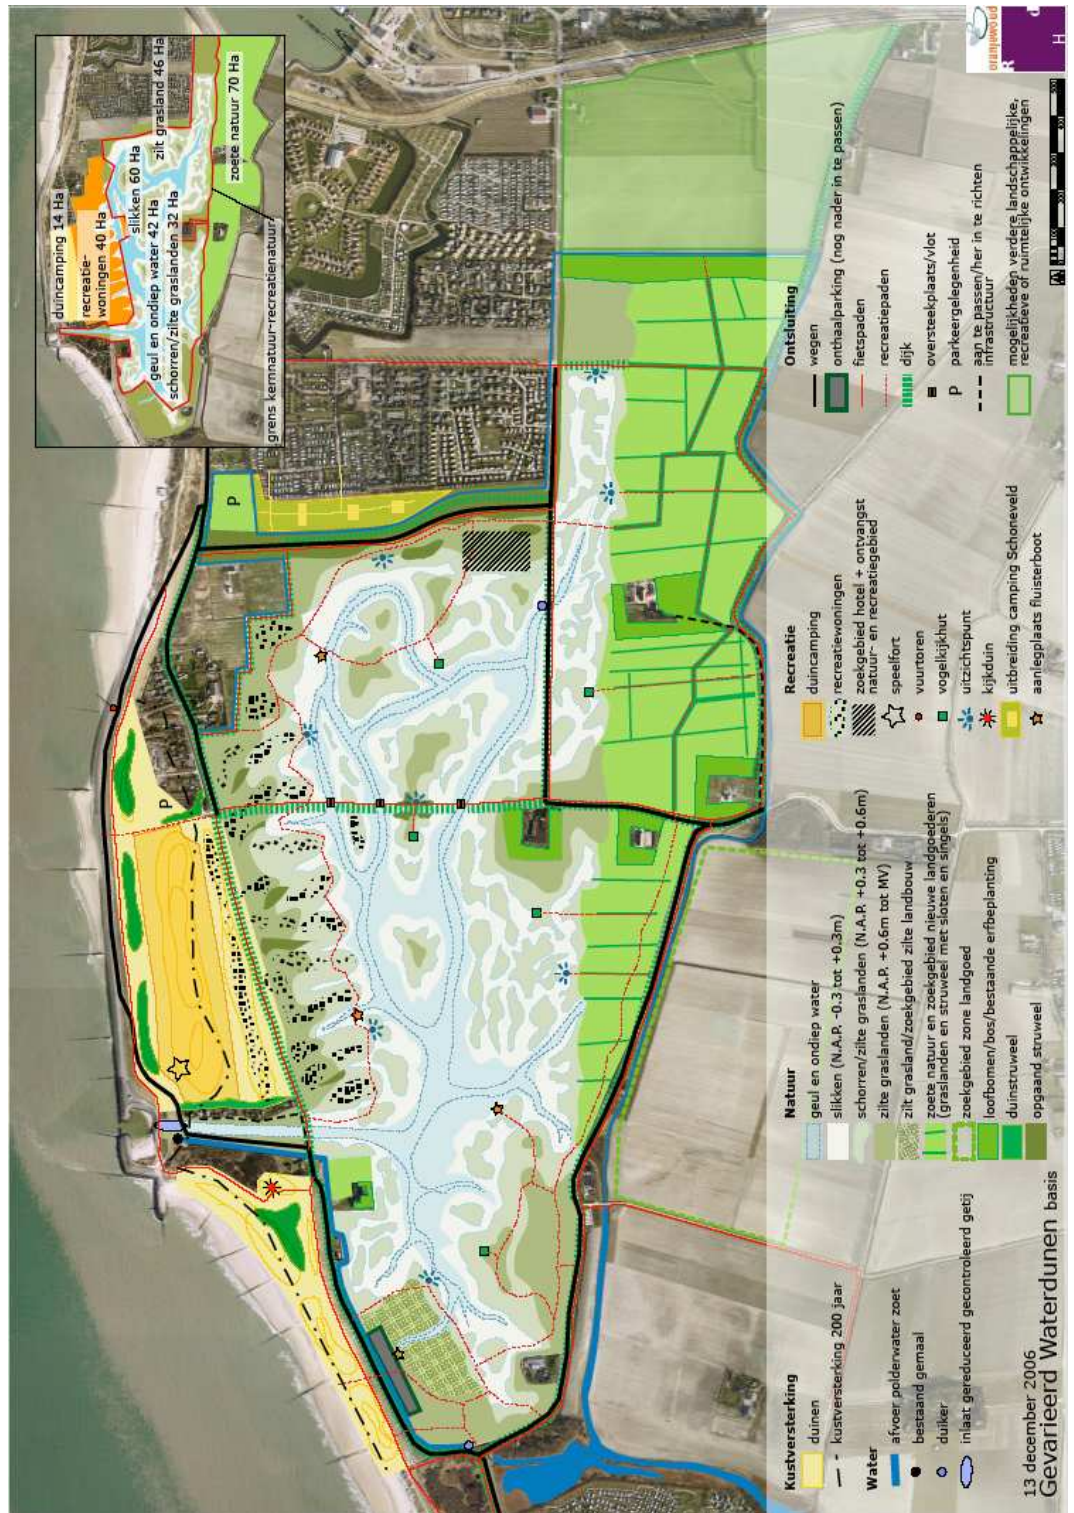 duincamping 14 Ha
recreatie-
woningen 40 Ha
slikken 60 Ha
zilt grasland 46 Ha
geul en ondiep water 42 Ha
schorren/zilte graslanden 32 Ha
zoete natuur 70 Ha
grens kernnatuur-recreatienatuur
P
P
Kustversterking
duinen
kustversterking 200 jaar
Water
afvoer polderwater zoet
bestaand gemaal
duiker
inlaat gereduceerd gecontroleerd getij
Natuur
geul en ondiep water
slikken (N.A.P. -0.3 tot +0.3m)
schorren/zilte graslanden (N.A.P. +0.3 tot +0.6m)
zilte graslanden (N.A.P. +0.6m tot MV)
zilt grasland/zoekgebied zilte landbouw
zoete natuur en zoekgebied nieuwe landgoederen
(graslanden en struweel met sloten en singels)
zoekgebied zone landgoed
loofbomen/bos/bestaande erfbeplanting
duinstruweel
opgaand struweel
Recreatie
duincamping
recreatiewoningen
zoekgebied hotel + ontvangst
natuur- en recreatiegebied
speelfort
vuurtoren
vogelkijkhut
uitzichtspunt
kijkduin
uitbreiding camping Schoneveld
aanlegplaats fluisterboot
Ontsluiting
wegen
onthaalparking (nog nader in te passen)
fietspaden
recreatiepaden
dijk
oversteekplaats/vlot
P parkeergelegenheid
aan te passen/her in te richten
infrastructuur
mogelijkheden verdere landschappelijke,
recreatieve of ruimtelijke ontwikkelingen
13 december 2006
Gevarieerd Waterdunen basis
oranjewoud
R
d
H